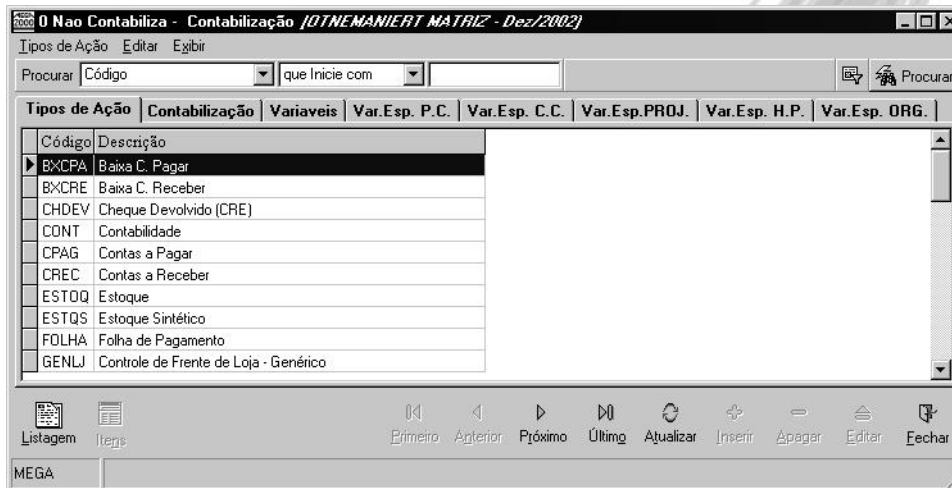 MEGA 2000 0 Nao Contabiliza - Contabilização [OTNEMANIERT MATRIZ - Dez/2002]
Tipos de Ação Editar Exibir
Procurar Código que Inicie com Procurar
Tipos de Ação Contabilização Variaveis Var.Esp. P.C. Var.Esp. C.C. Var.Esp.PROJ. Var.Esp. H.P. Var.Esp. ORG.
Código Descrição
BXCPA Baixa C. Pagar
BXCRE Baixa C. Receber
CHDEV Cheque Devolvido (CRE)
CONT Contabilidade
CPAG Contas a Pagar
CREC Contas a Receber
ESTOQ Estoque
ESTQS Estoque Sintético
FOLHA Folha de Pagamento
GENLJ Controle de Frente de Loja - Genérico
Listagem Itens Primeiro Anterior Próximo Último Atualizar Inserir Apagar Editar Fechar
MEGA